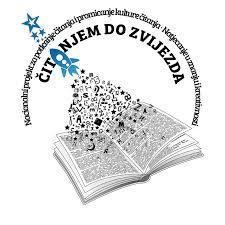 Nacionalni projekt za poticanje čitanja i promicanje kulture čitanja · Natjecanje u znanju i kreativnosti
ČITANJEM DO ZVIJEZDA